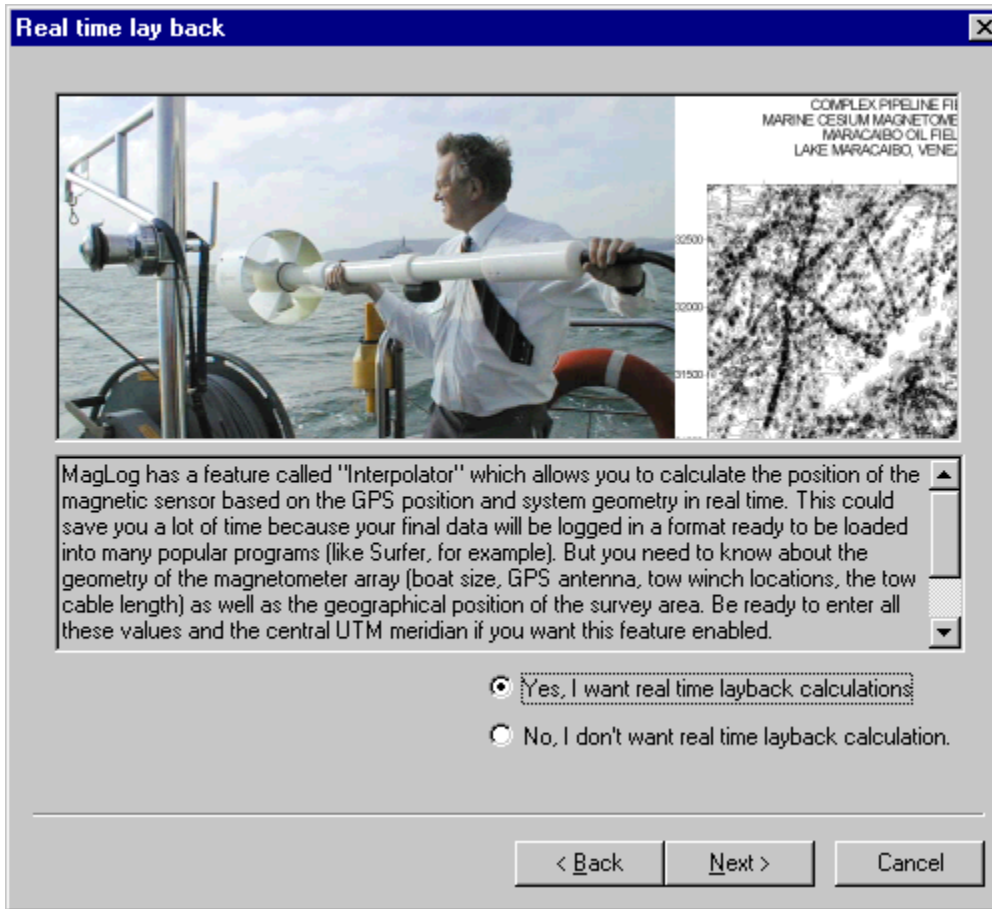 Real time lay back
COMPLEX PIPELINE FI
MARINE CESIUM MAGNETOME
MARACAIBO OIL FIEL
LAKE MARACAIBO, VENEZ
32500
32000
31500
MagLog has a feature called "Interpolator" which allows you to calculate the position of the
magnetic sensor based on the GPS position and system geometry in real time. This could
save you a lot of time because your final data will be logged in a format ready to be loaded
into many popular programs (like Surfer, for example). But you need to know about the
geometry of the magnetometer array (boat size, GPS antenna, tow winch locations, the tow
cable length) as well as the geographical position of the survey area. Be ready to enter all
these values and the central UTM meridian if you want this feature enabled.
Yes, I want real time layback calculations
No, I don't want real time layback calculation.
< Back
Next >
Cancel